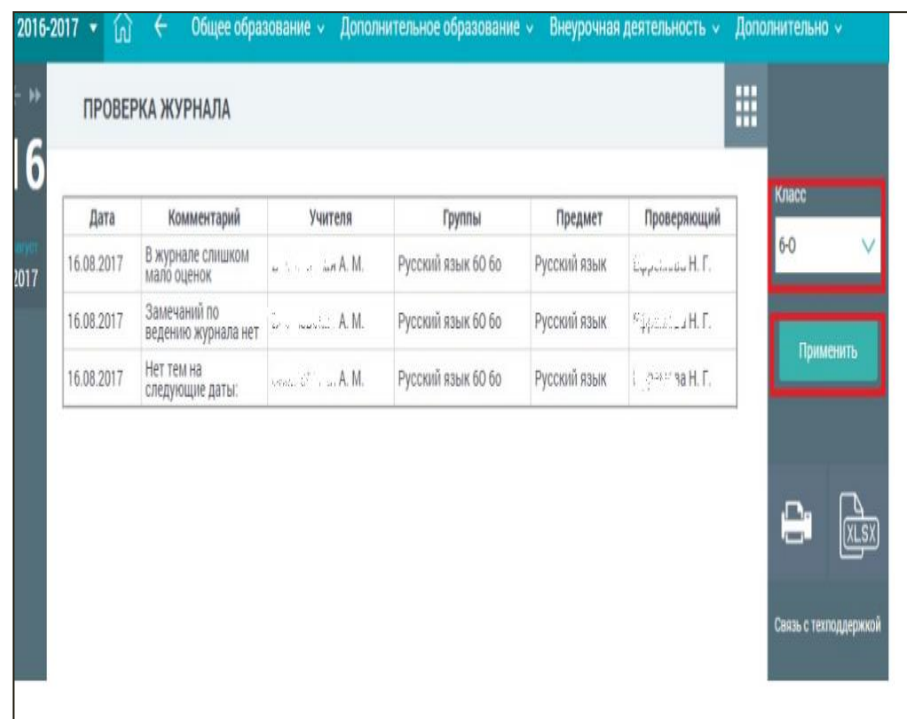 2016-2017 Общее образование Дополнительное образование Внеурочная деятельность Дополнительно
16
август
2017
ПРОВЕРКА ЖУРНАЛА
Дата Комментарий Учителя Группы Предмет Проверяющий
16.08.2017 В журнале слишком
мало оценок А. М. Русский язык 6О 6о Русский язык Н. Г.
16.08.2017 Замечаний по
ведению журнала нет А. М. Русский язык 6О 6о Русский язык Н. Г.
16.08.2017 Нет тем на
следующие даты: А. М. Русский язык 6О 6о Русский язык Н. Г.
Класс
6-О
Применить
XLSX
Связь с техподдержкой